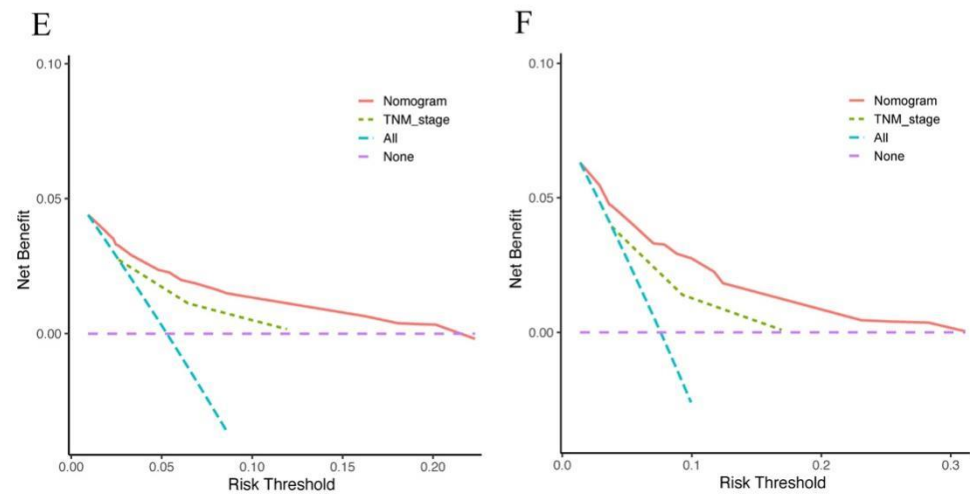 E
0.10
0.05
0.00
Net Benefit
Nomogram
TNM_stage
All
None
0.00 0.05 0.10 0.15 0.20
Risk Threshold
F
0.10
0.05
0.00
Net Benefit
Nomogram
TNM_stage
All
None
0.0 0.1 0.2 0.3
Risk Threshold